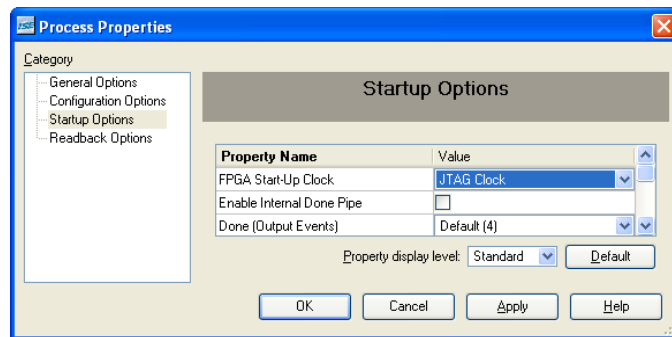 ISE Process Properties
Category
General Options
Configuration Options
Startup Options
Readback Options
Startup Options
Property Name Value
FPGA Start-Up Clock JTAG Clock
Enable Internal Done Pipe
Done (Output Events) Default (4)
Property display level: Standard Default
OK Cancel Apply Help